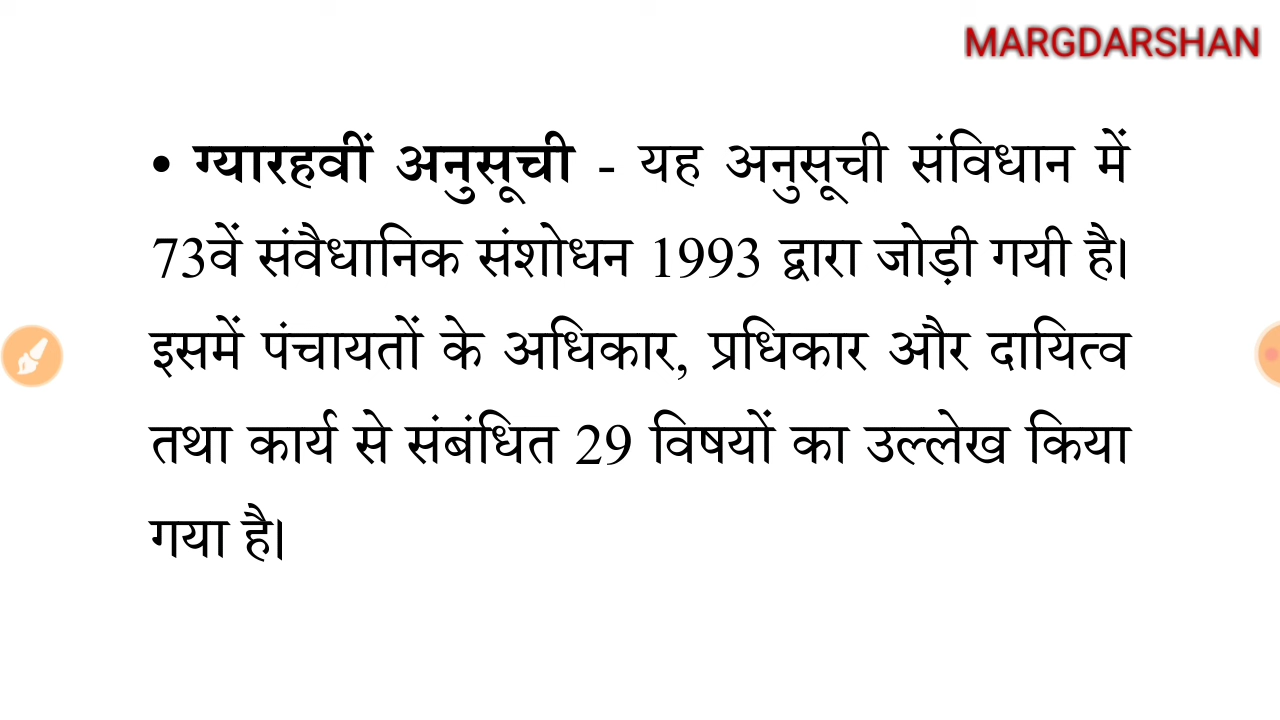 MARGDARSHAN
• ग्यारहवीं अनुसूची - यह अनुसूची संविधान में
73वें संवैधानिक संशोधन 1993 द्वारा जोड़ी गयी है।
इसमें पंचायतों के अधिकार, प्रधिकार और दायित्व
तथा कार्य से संबंधित 29 विषयों का उल्लेख किया
गया है।